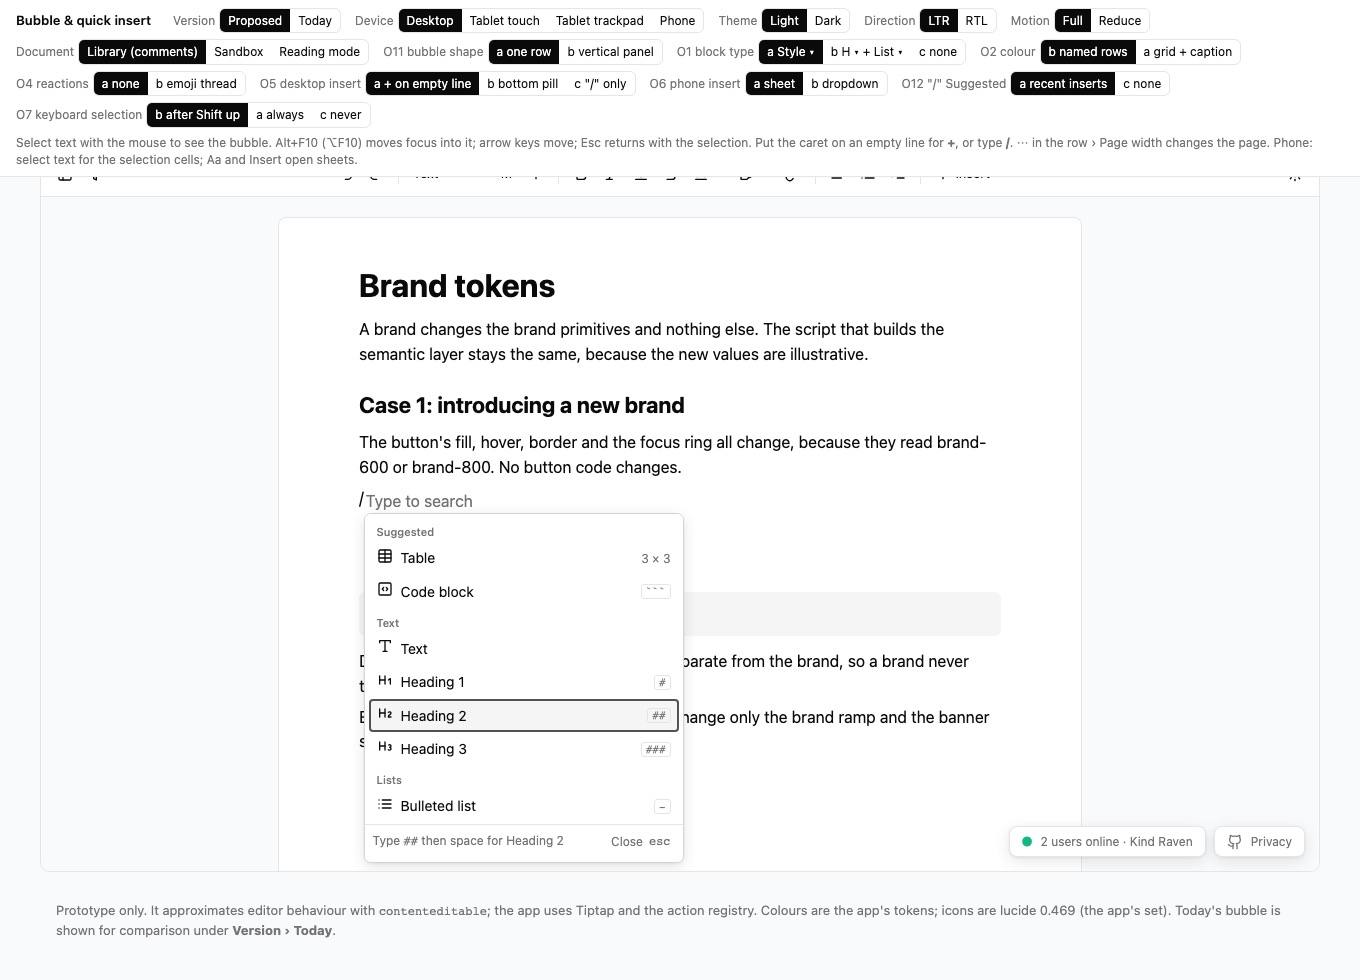 Bubble & quick insert Version Proposed Today Device Desktop Tablet touch Tablet trackpad Phone Theme Light Dark Direction LTR RTL Motion Full Reduce
Document Library (comments) Sandbox Reading mode O11 bubble shape a one row b vertical panel O1 block type a Style ▾ b H ▾ + List ▾ c none O2 colour b named rows a grid + caption
O4 reactions a none b emoji thread O5 desktop insert a + on empty line b bottom pill c "/" only O6 phone insert a sheet b dropdown O12 "/" Suggested a recent inserts c none
O7 keyboard selection b after Shift up a always c never
Select text with the mouse to see the bubble. Alt+F10 (⌥F10) moves focus into it; arrow keys move; Esc returns with the selection. Put the caret on an empty line for +, or type /. ··· in the row › Page width changes the page. Phone:
select text for the selection cells; Aa and Insert open sheets.
Brand tokens
A brand changes the brand primitives and nothing else. The script that builds the
semantic layer stays the same, because the new values are illustrative.
Case 1: introducing a new brand
The button's fill, hover, border and the focus ring all change, because they read brand-
600 or brand-800. No button code changes.
/Type to search
Suggested
Table 3 × 3
Code block ```
Text
Text
H1 Heading 1 #
H2 Heading 2 ##
H3 Heading 3 ###
Lists
Bulleted list –
Type ## then space for Heading 2 Close esc
from the brand, so a brand never
only the brand ramp and the banner
2 users online · Kind Raven Privacy
Prototype only. It approximates editor behaviour with contenteditable; the app uses Tiptap and the action registry. Colours are the app's tokens; icons are lucide 0.469 (the app's set). Today's bubble is
shown for comparison under Version › Today.